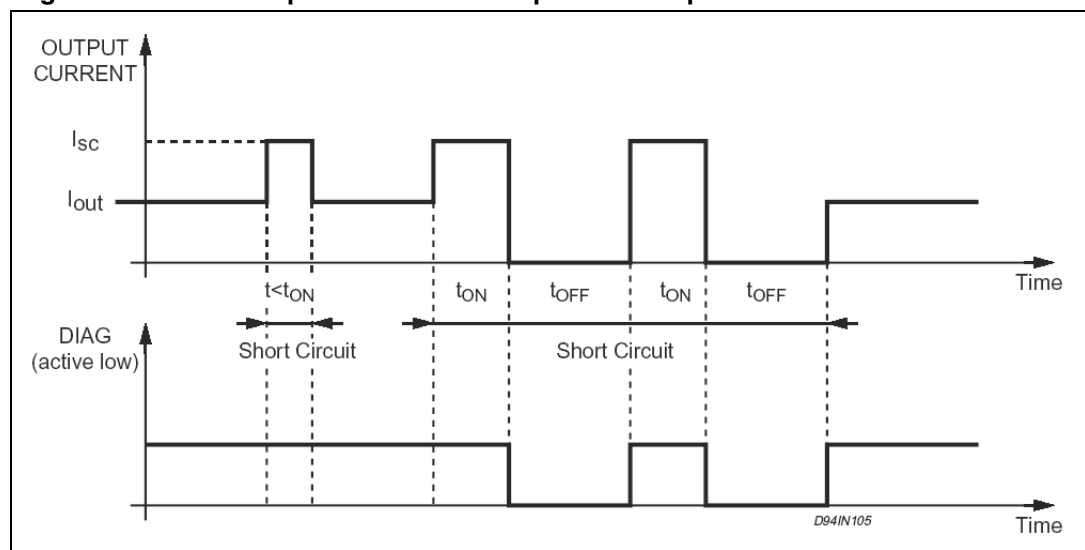 OUTPUT
CURRENT
Isc
Iout
t<tON
tON
tOFF
tON
tOFF
Time
DIAG
(active low)
Short Circuit
Short Circuit
D94IN105
Time